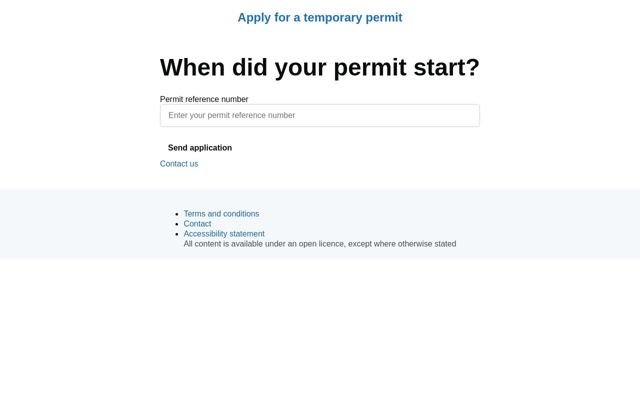 Apply for a temporary permit
When did your permit start?
Permit reference number
Enter your permit reference number
Send application
Contact us
Terms and conditions
Contact
Accessibility statement
All content is available under an open licence, except where otherwise stated